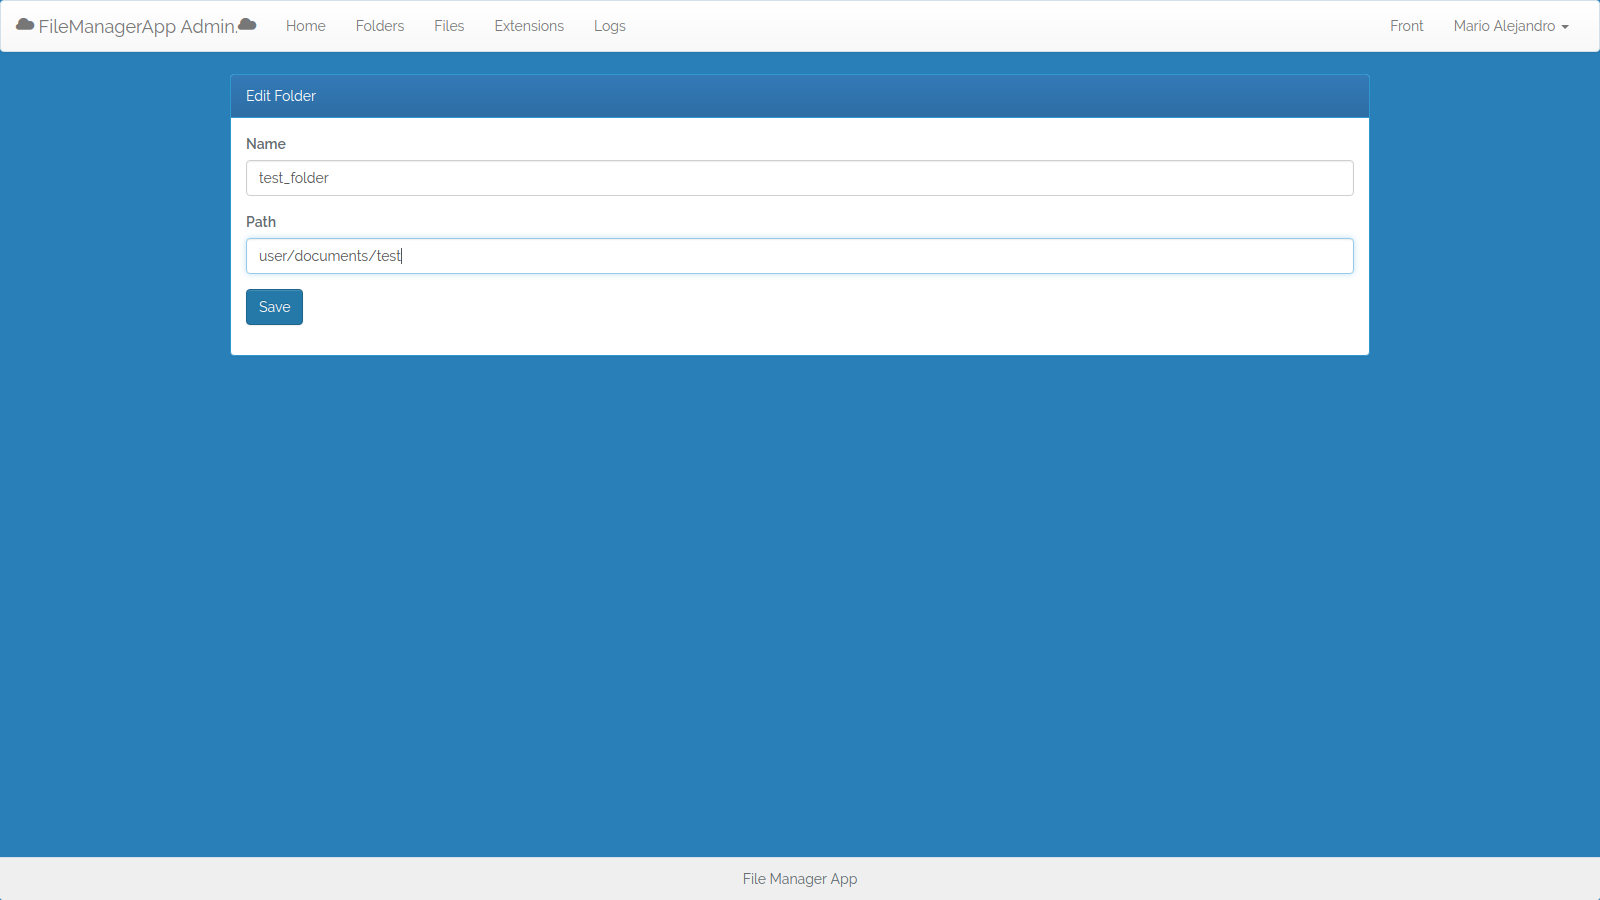 FileManagerApp Admin. Home Folders Files Extensions Logs Front Mario Alejandro
Edit Folder
Name
test_folder
Path
user/documents/test
Save
File Manager App